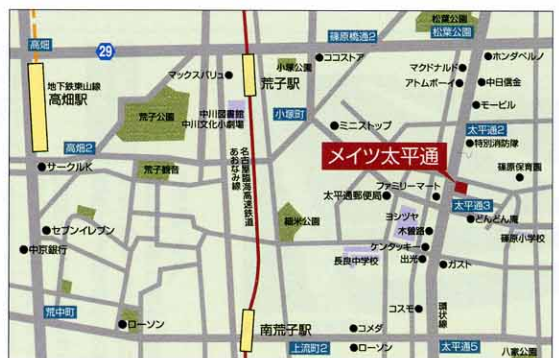 高畑
29
篠原橋通2
松葉公園
松葉公園
地下鉄東山線
高畑駅
マックスバリュ
荒子駅
小塚公園
ココストア
マクドナルド
アトムボーイ
ホンダベルノ
中日信金
モービル
荒子公園
中川図書館
中川文化小劇場
小塚町
ミニストップ
太平通2
特別消防隊
高畑2
サークルK
荒子観音
名古屋臨海高速鉄道
あおなみ線
メイツ太平通
篠原保育園
ファミリーマート
太平通郵便局
太平通3
ヨシヅヤ
木曽路
どんどん庵
篠原小学校
セブンイレブン
中京銀行
細米公園
ケンタッキー
長良中学校
出光
ガスト
荒中町
ローソン
南荒子駅
コスモ
環状線
コメダ
上流町2
ローソン
太平通5
八家公園